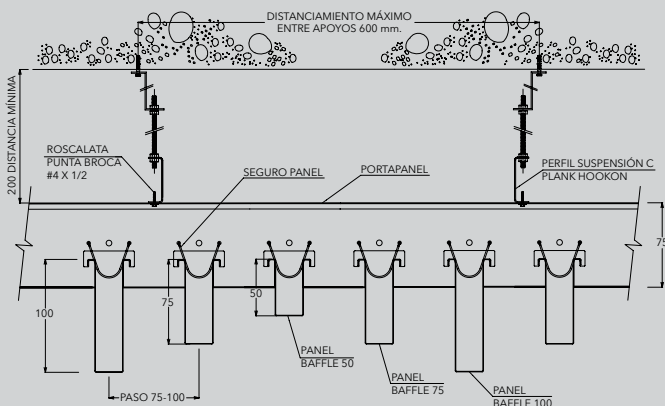 DISTANCIAMIENTO MÁXIMO
ENTRE APOYOS 600 mm.
200 DISTANCIA MÍNIMA
ROSCALATA
PUNTA BROCA
#4 X 1/2
SEGURO PANEL
PORTAPANEL
PERFIL SUSPENSIÓN C
PLANK HOOKON
75
100
75
50
PANEL
BAFFLE 50
PANEL
BAFFLE 75
PANEL
BAFFLE 100
PASO 75-100